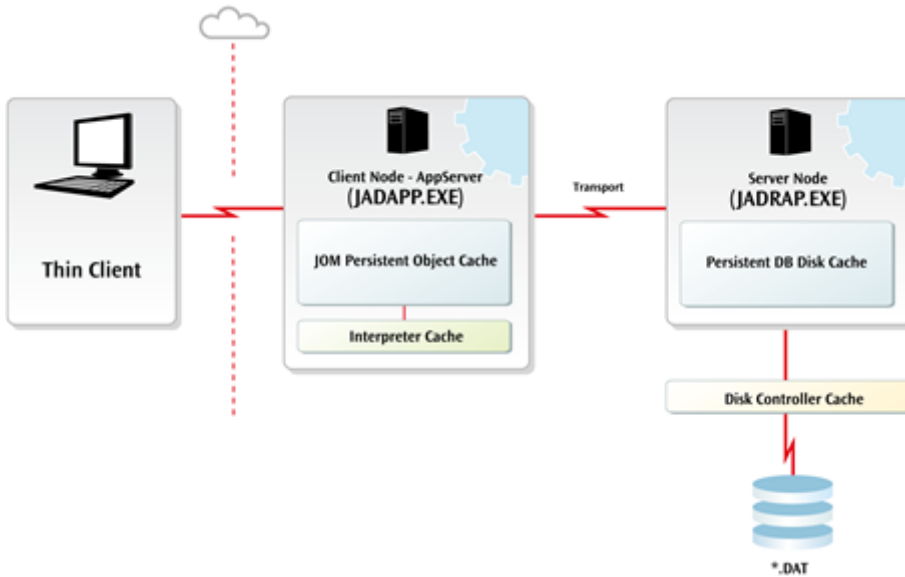 Thin Client
Client Node - AppServer
(JADAPP.EXE)
JOM Persistent Object Cache
Interpreter Cache
Transport
Server Node
(JADRAP.EXE)
Persistent DB Disk Cache
Disk Controller Cache
*.DAT